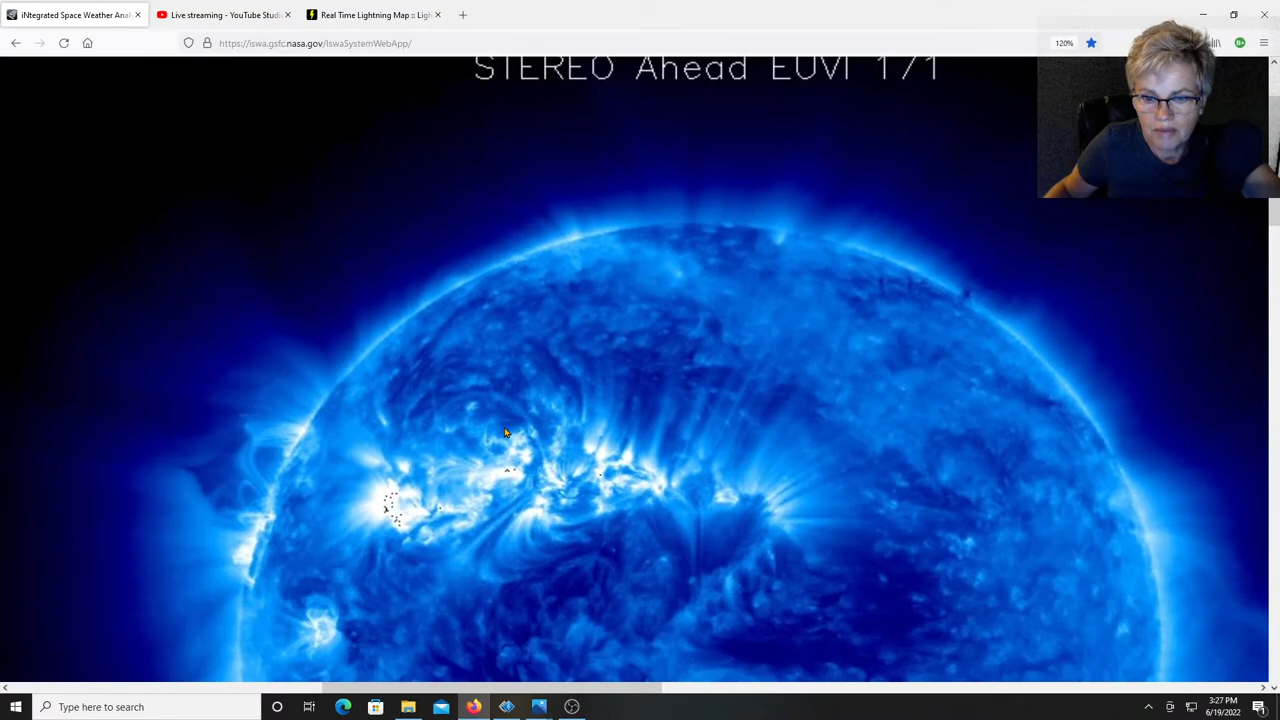 iNtegrated Space Weather Anal
Live streaming - YouTube Studi
Real Time Lightning Map :: Ligh
https://iswa.gsfc.nasa.gov/IswaSystemWebApp/
120%
STEREO Ahead EUVI 171
Type here to search
3:27 PM
6/19/2022